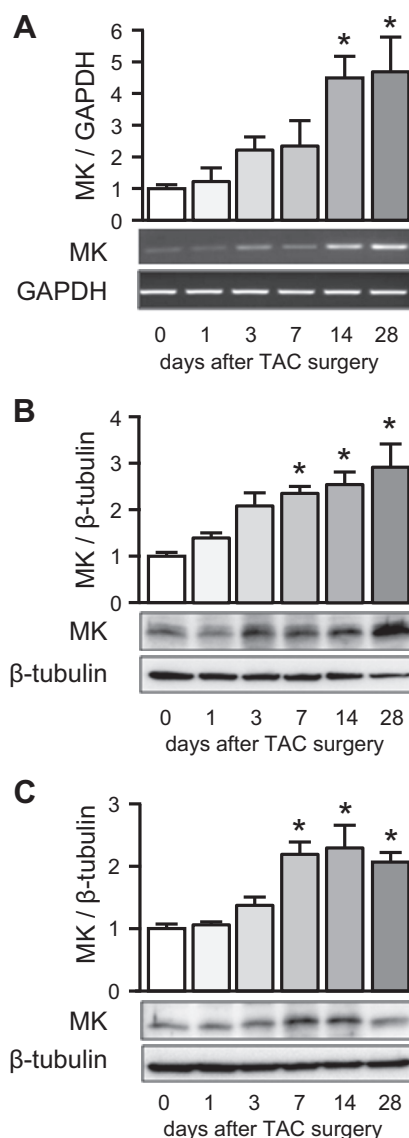 A
MK / GAPDH
6
5
4
3
2
1
0
* *
MK
GAPDH
0 1 3 7 14 28
days after TAC surgery
B
MK / β-tubulin
4
3
2
1
0
* * *
MK
β-tubulin
0 1 3 7 14 28
days after TAC surgery
C
MK / β-tubulin
3
2
1
0
* * *
MK
β-tubulin
0 1 3 7 14 28
days after TAC surgery